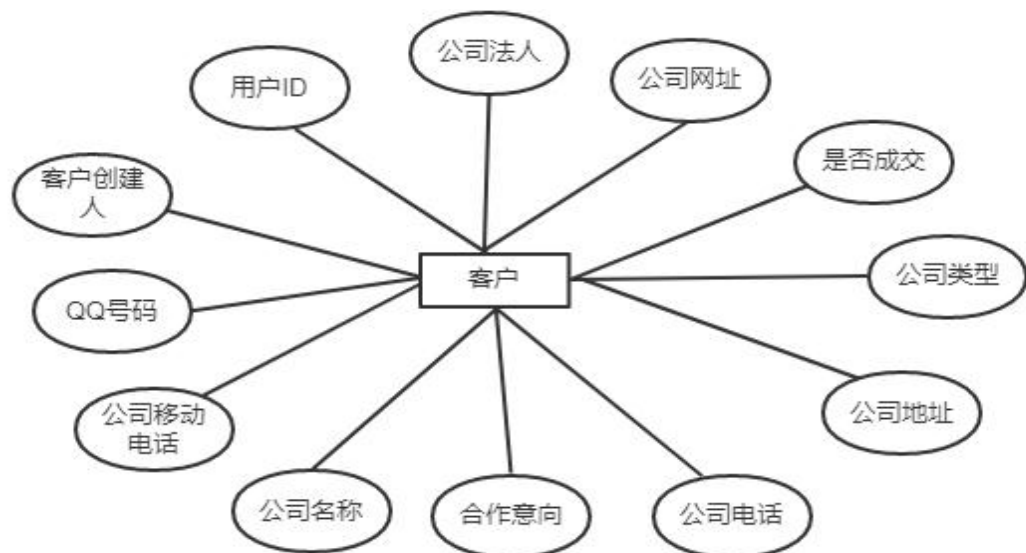 公司法人
用户ID
公司网址
是否成交
客户创建
人
客户
公司类型
QQ号码
公司移动
电话
公司地址
公司名称
合作意向
公司电话